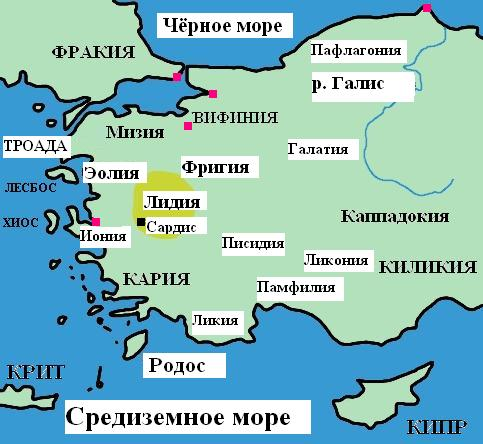 Чёрное море
ФРАКИЯ
Пафлагония
р. Галис
ВИФИНИЯ
Мизия
ТРОАДА
Галатия
Эолия
Фригия
ЛЕСБОС
Лидия
Каппадокия
ХИОС
Сардис
Иония
Писидия
Ликония
КИЛИКИЯ
КАРИЯ
Памфилия
Ликия
Родос
КРИТ
Средиземное море
КИПР